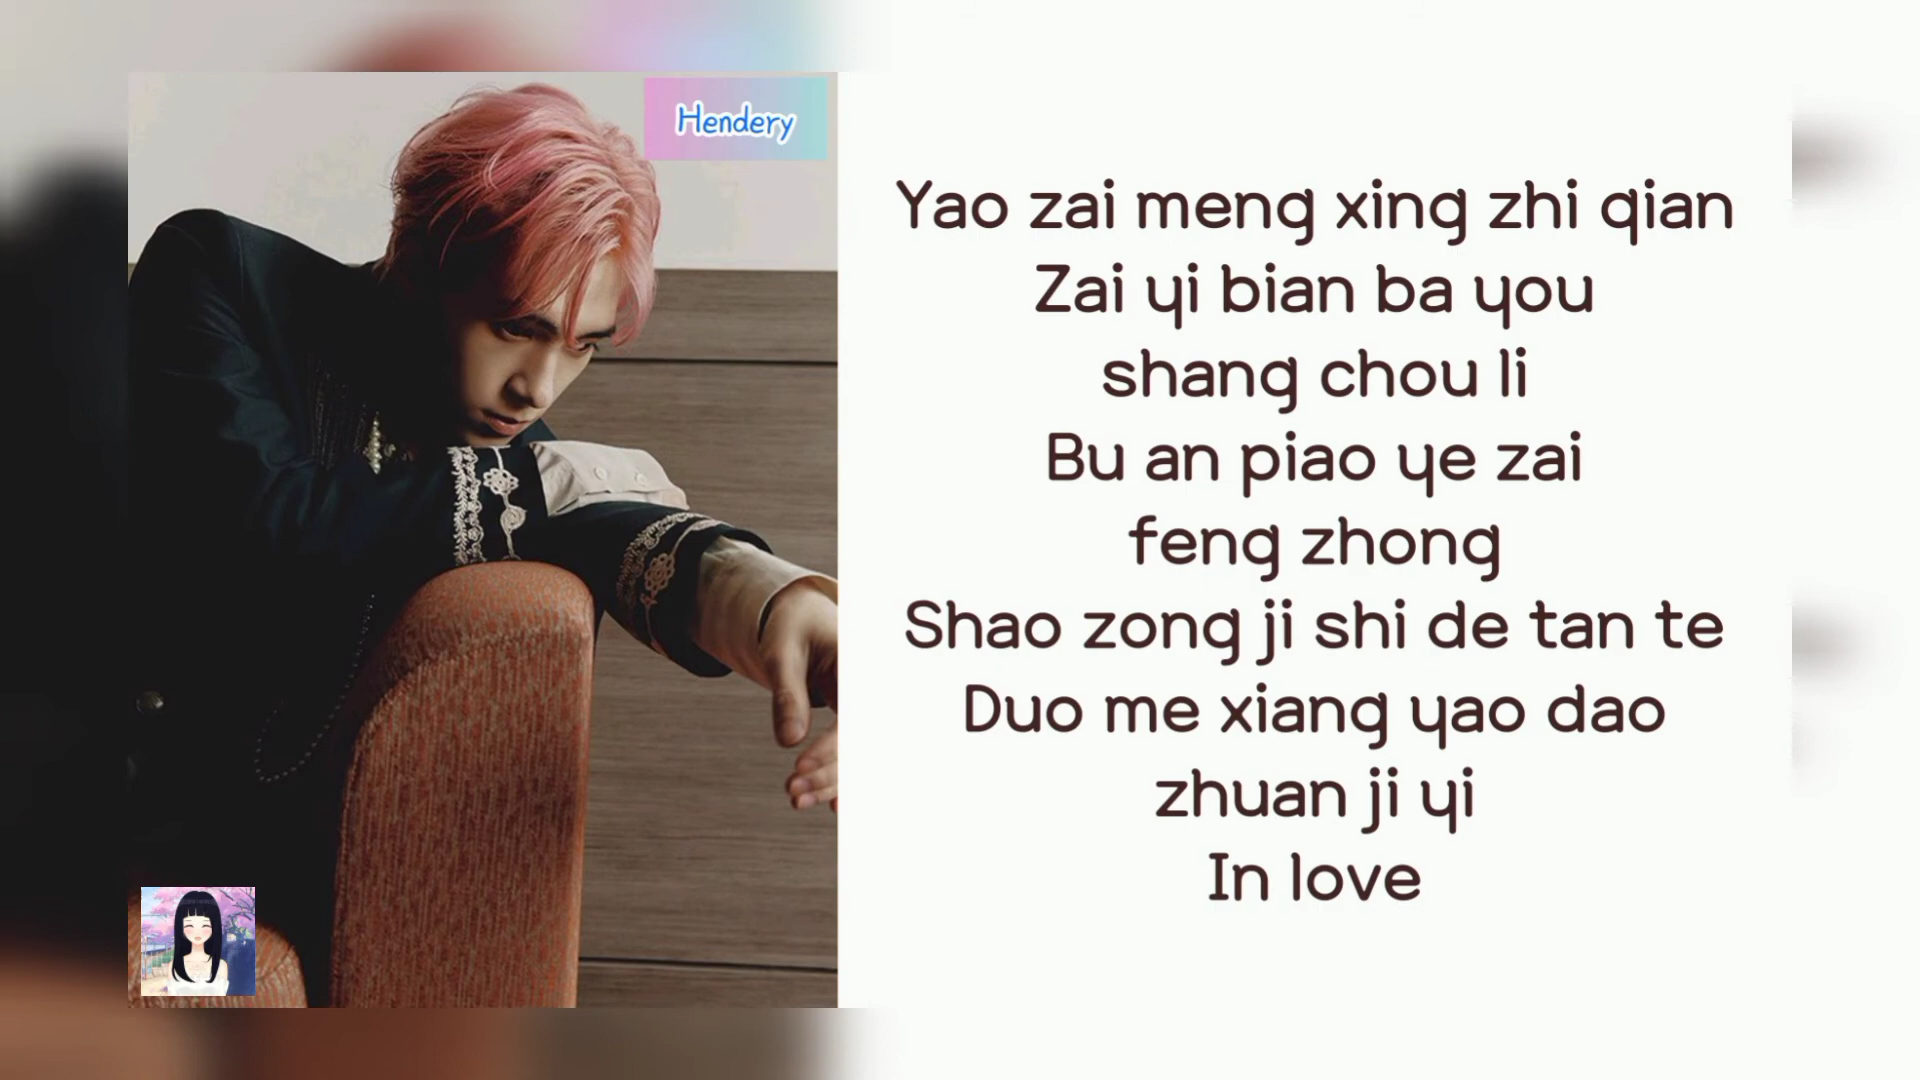 Hendery
Yao zai meng xing zhi qian
Zai yi bian ba you
shang chou li
Bu an piao ye zai
feng zhong
Shao zong ji shi de tan te
Duo me xiang yao dao
zhuan ji yi
In love